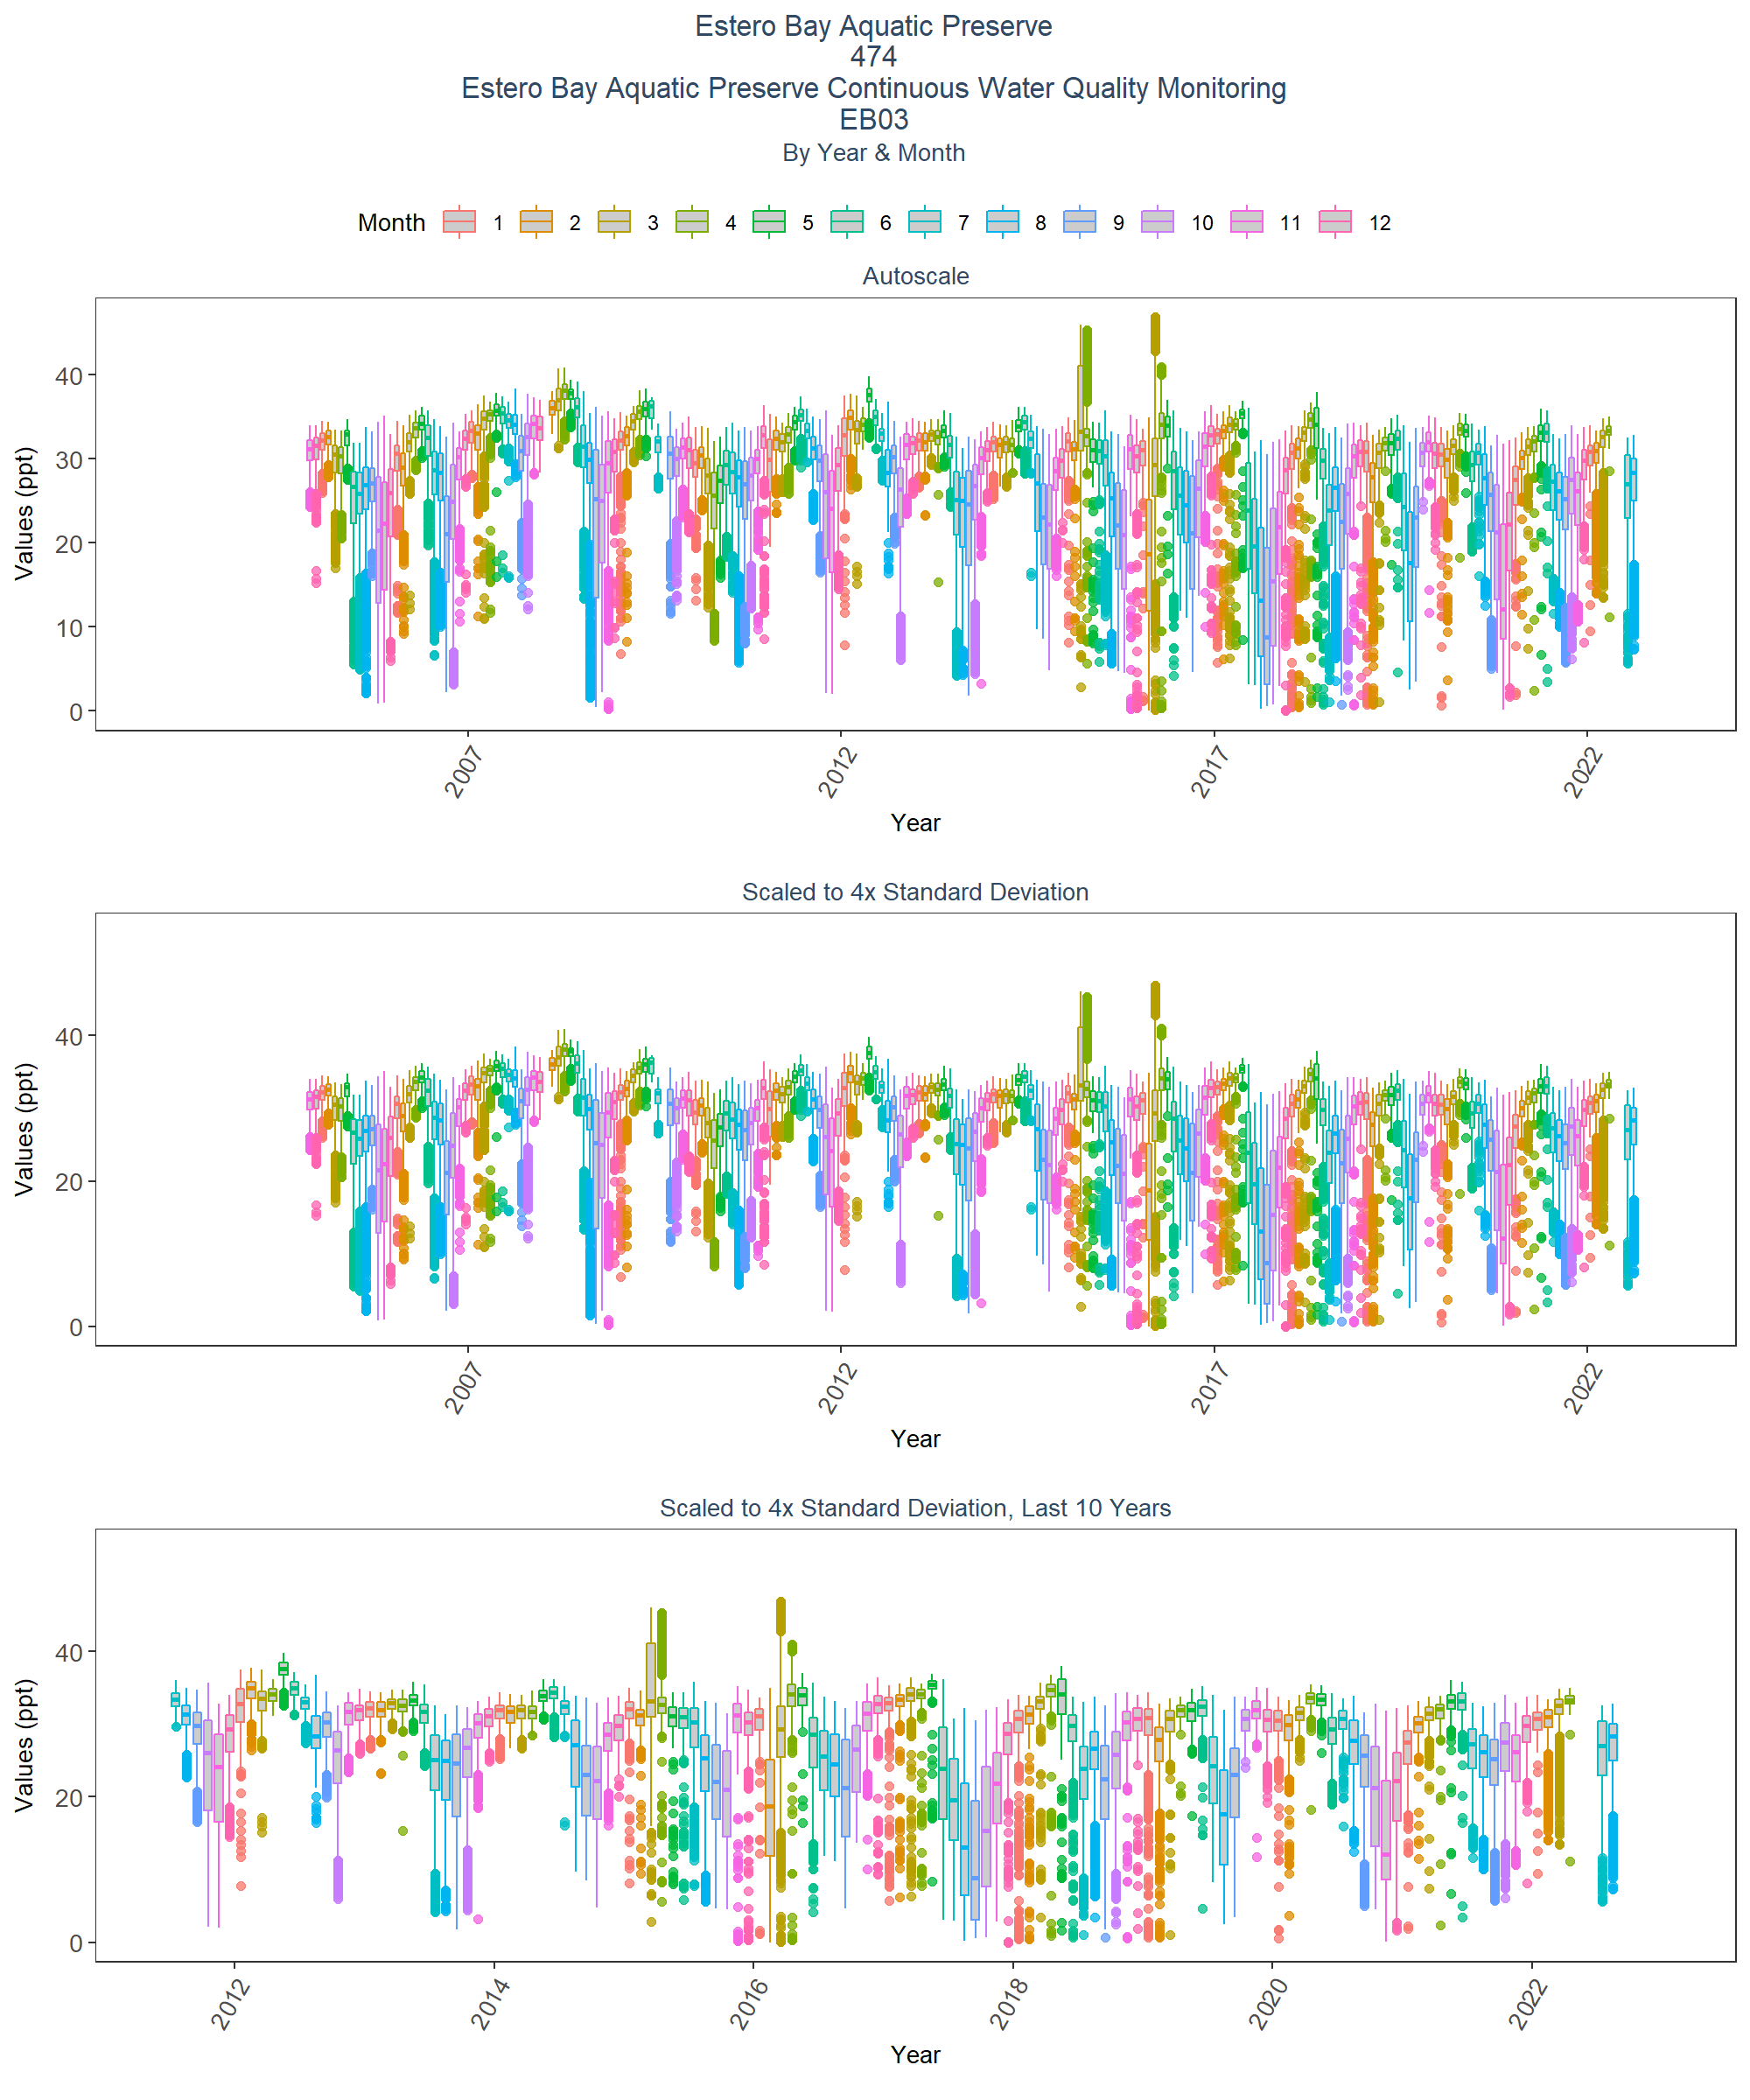 Estero Bay Aquatic Preserve
474
Estero Bay Aquatic Preserve Continuous Water Quality Monitoring
EB03
By Year & Month
Month 1 2 3 4 5 6 7 8 9 10 11 12
Autoscale
Values (ppt)
40
30
20
10
0
2007 2012 2017 2022
Year
Scaled to 4x Standard Deviation
Values (ppt)
40
20
0
2007 2012 2017 2022
Year
Scaled to 4x Standard Deviation, Last 10 Years
Values (ppt)
40
20
0
2012 2014 2016 2018 2020 2022
Year